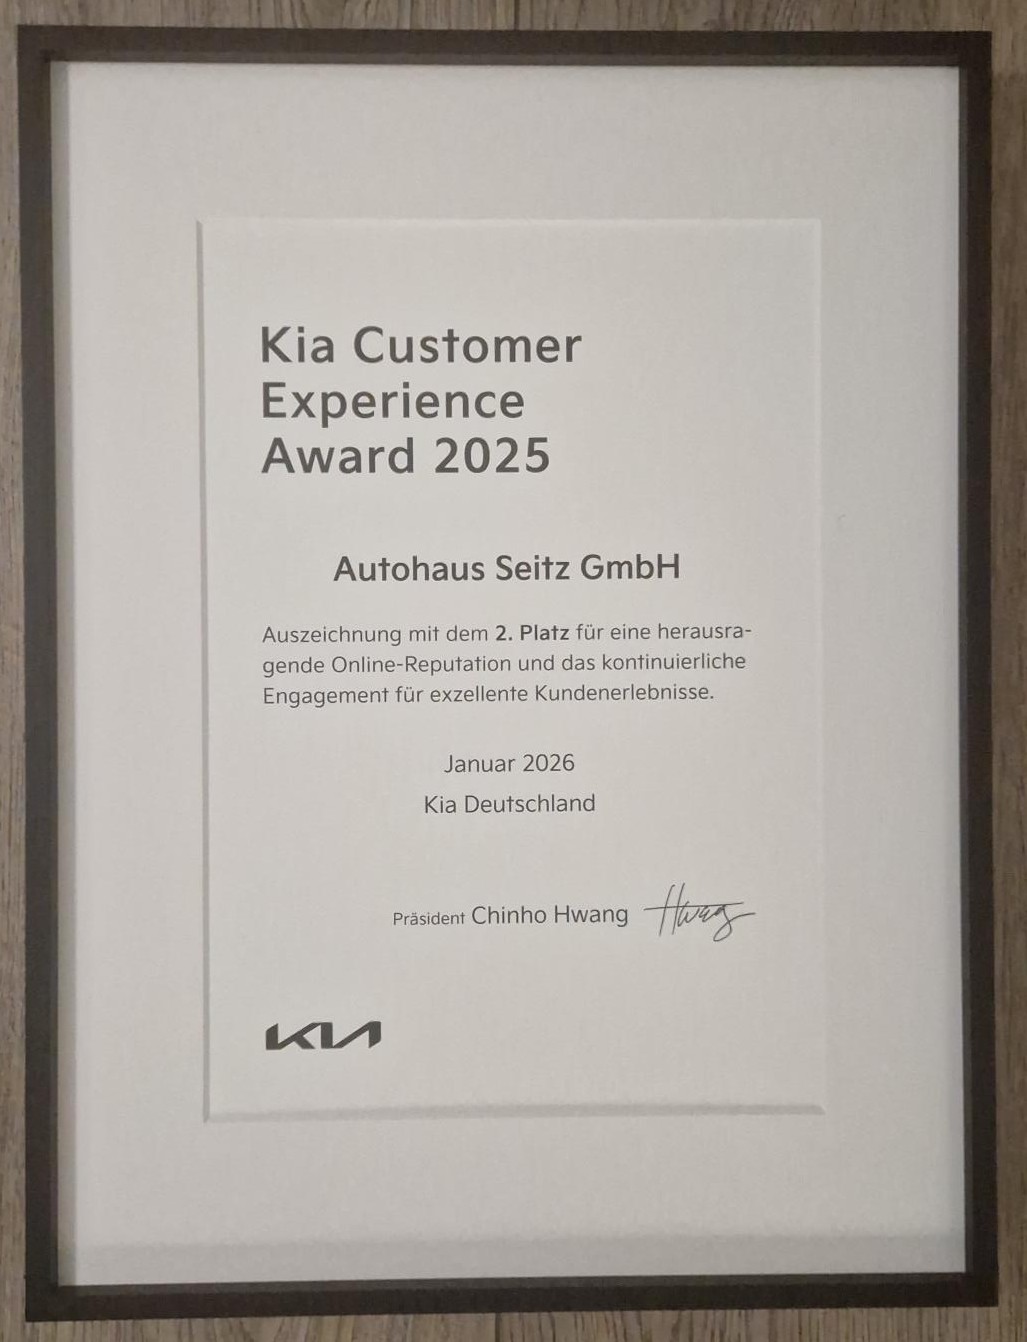 Kia Customer
Experience
Award 2025
Autohaus Seitz GmbH
Auszeichnung mit dem 2. Platz für eine herausra-
gende Online-Reputation und das kontinuierliche
Engagement für exzellente Kundenerlebnisse.
Januar 2026
Kia Deutschland
Präsident Chinho Hwang Hwang
KIA